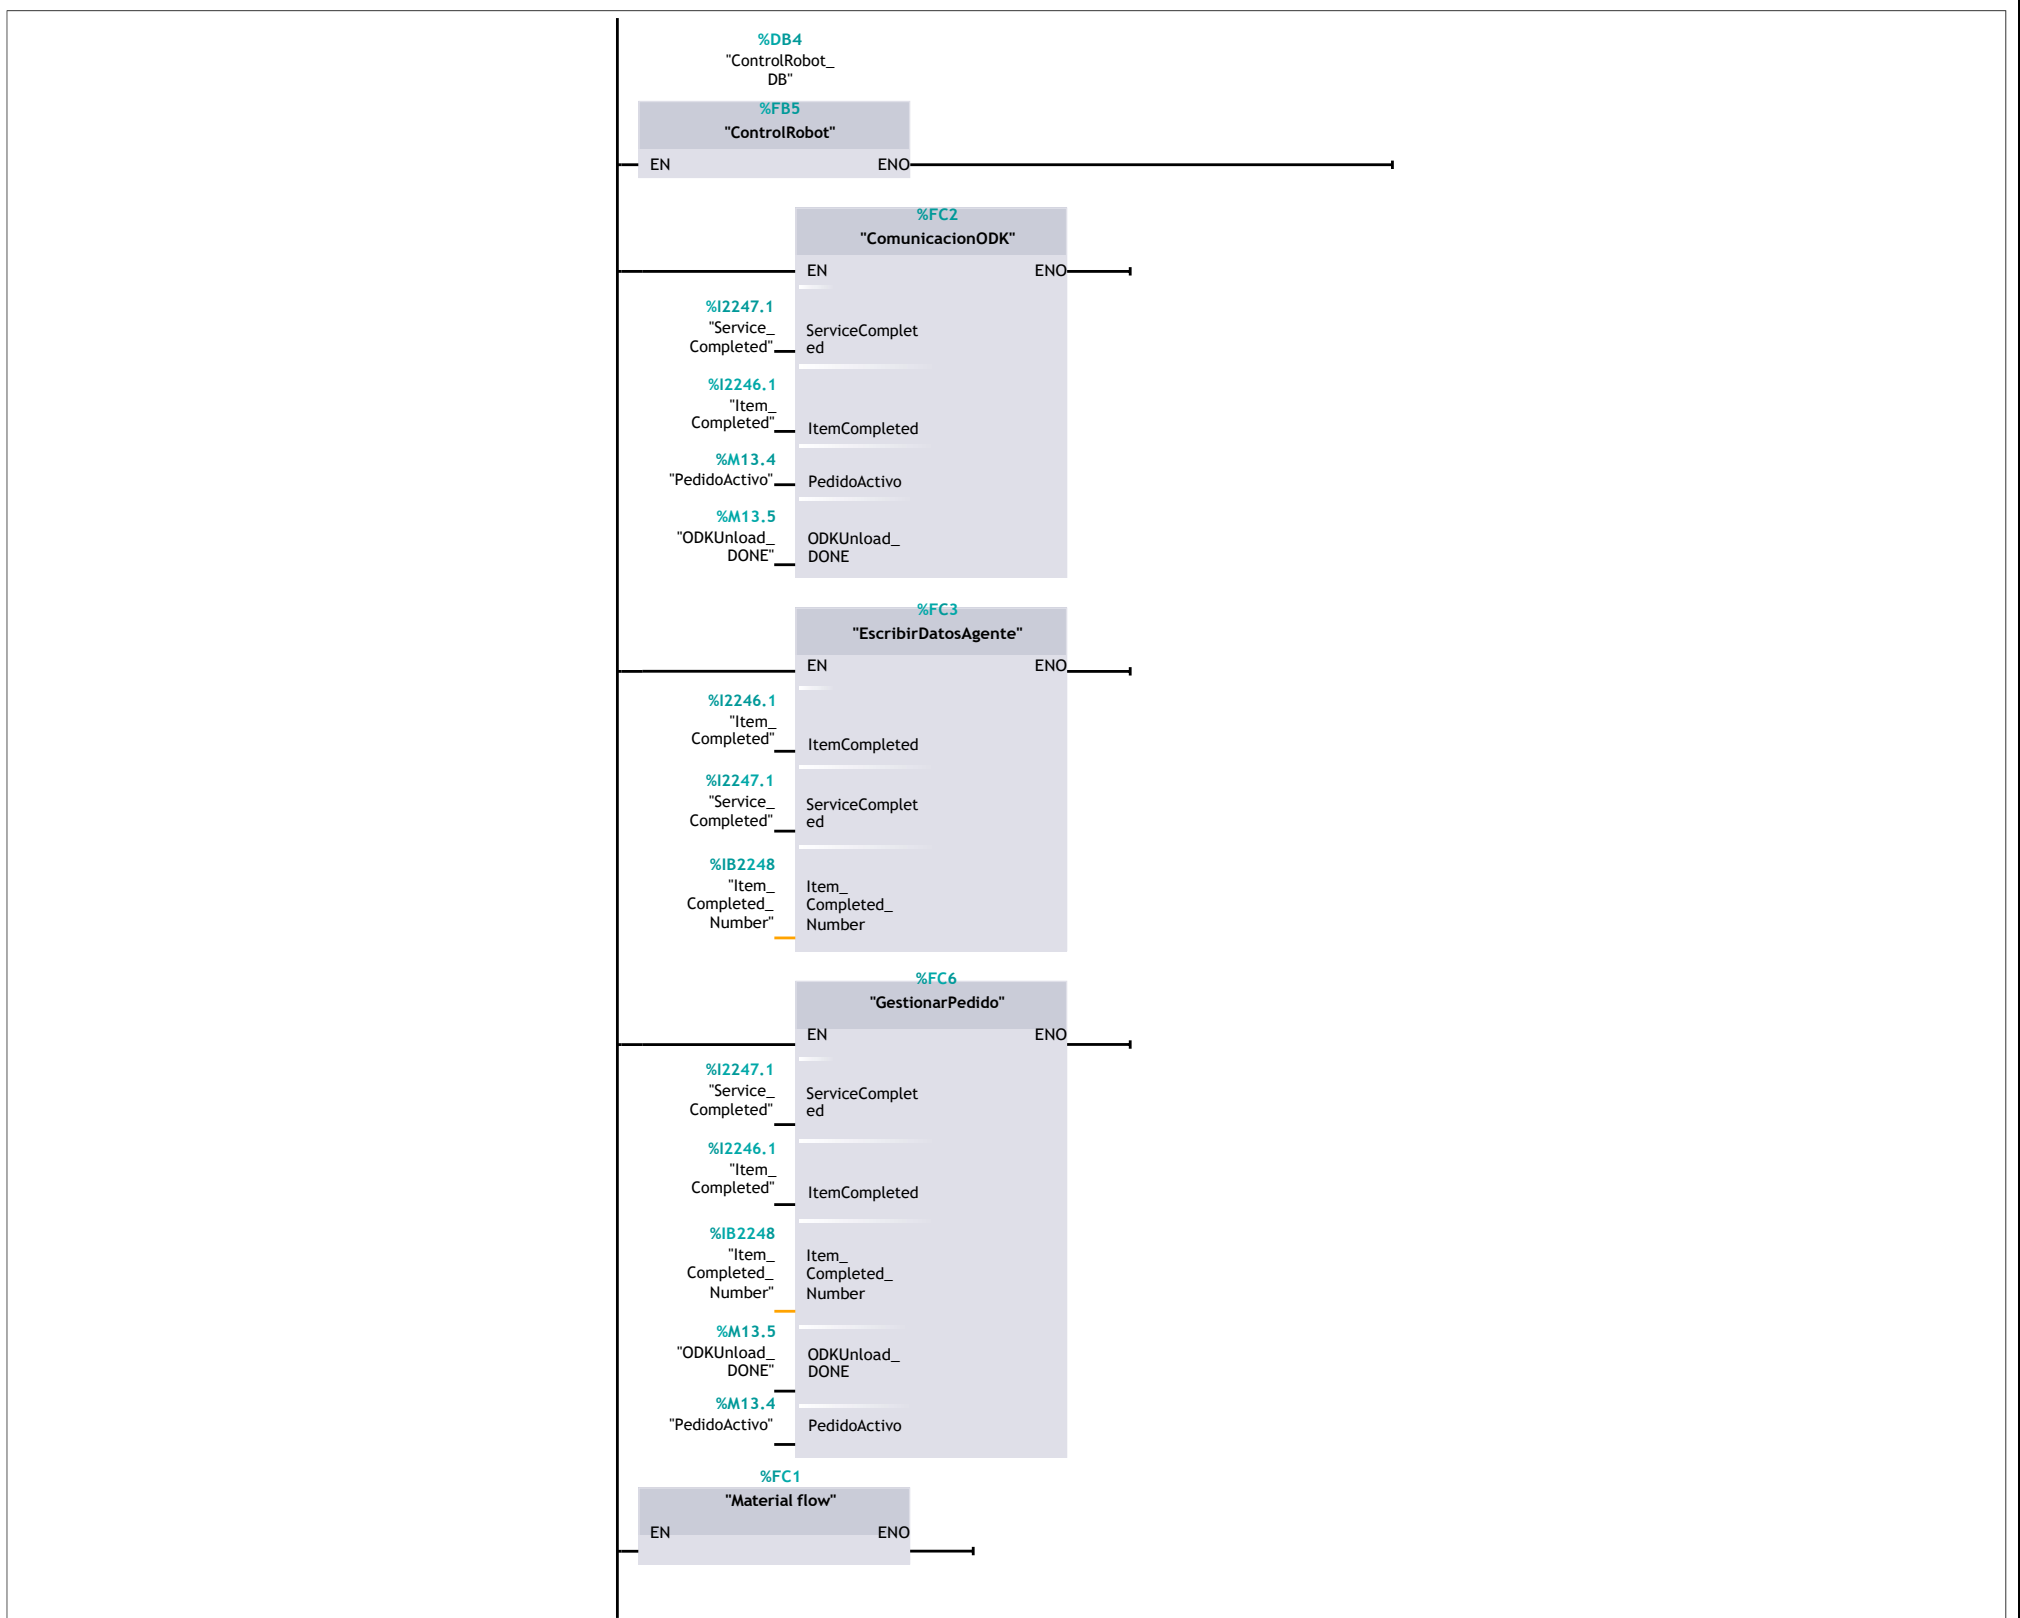 %DB4
"ControlRobot_
DB"
%FB5
"ControlRobot"
EN ENO
%FC2
"ComunicacionODK"
EN ENO
%I2247.1
"Service_
Completed"
ServiceComplet
ed
%I2246.1
"Item_
Completed"
ItemCompleted
%M13.4
"PedidoActivo" PedidoActivo
%M13.5
"ODKUnload_
DONE"
ODKUnload_
DONE
%FC3
"EscribirDatosAgente"
EN ENO
%I2246.1
"Item_
Completed"
ItemCompleted
%I2247.1
"Service_
Completed"
ServiceComplet
ed
%IB2248
"Item_
Completed_
Number"
Item_
Completed_
Number
%FC6
"GestionarPedido"
EN ENO
%I2247.1
"Service_
Completed"
ServiceComplet
ed
%I2246.1
"Item_
Completed"
ItemCompleted
%IB2248
"Item_
Completed_
Number"
Item_
Completed_
Number
%M13.5
"ODKUnload_
DONE"
ODKUnload_
DONE
%M13.4
"PedidoActivo" PedidoActivo
%FC1
"Material flow"
EN ENO